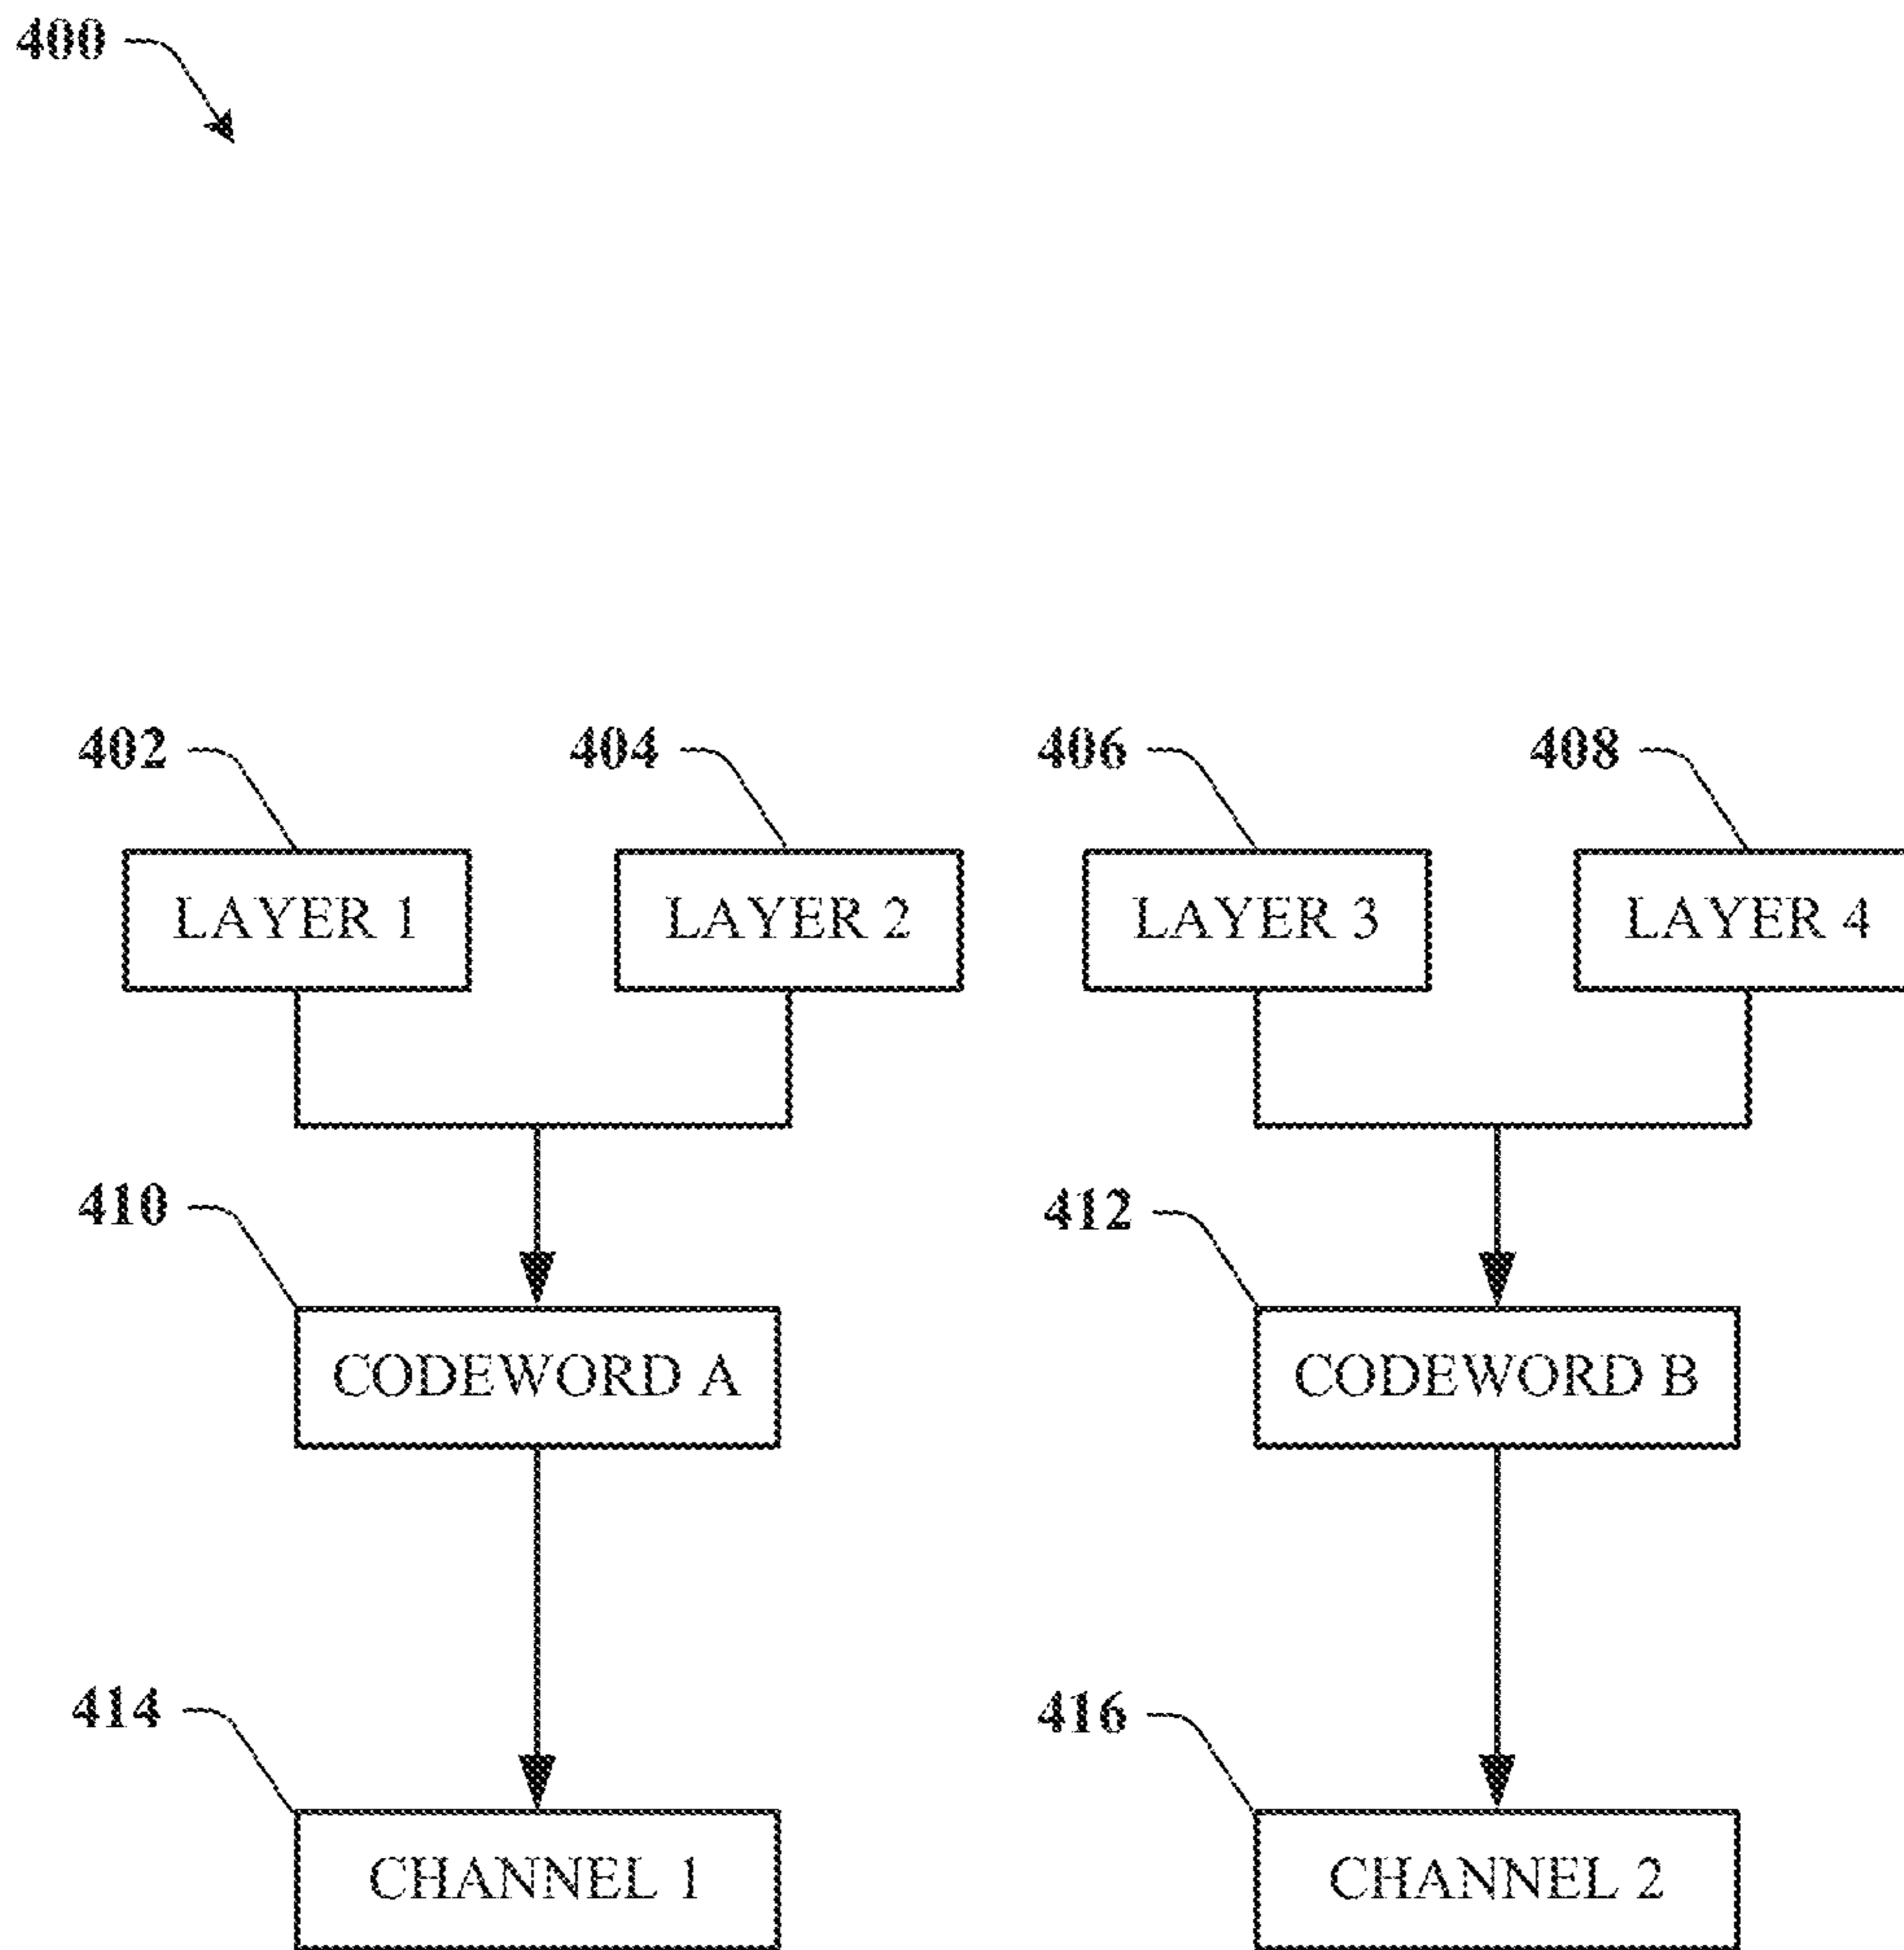 400
402
404
406
408
LAYER 1
LAYER 2
LAYER 3
LAYER 4
410
412
CODEWORD A
CODEWORD B
414
416
CHANNEL 1
CHANNEL 2